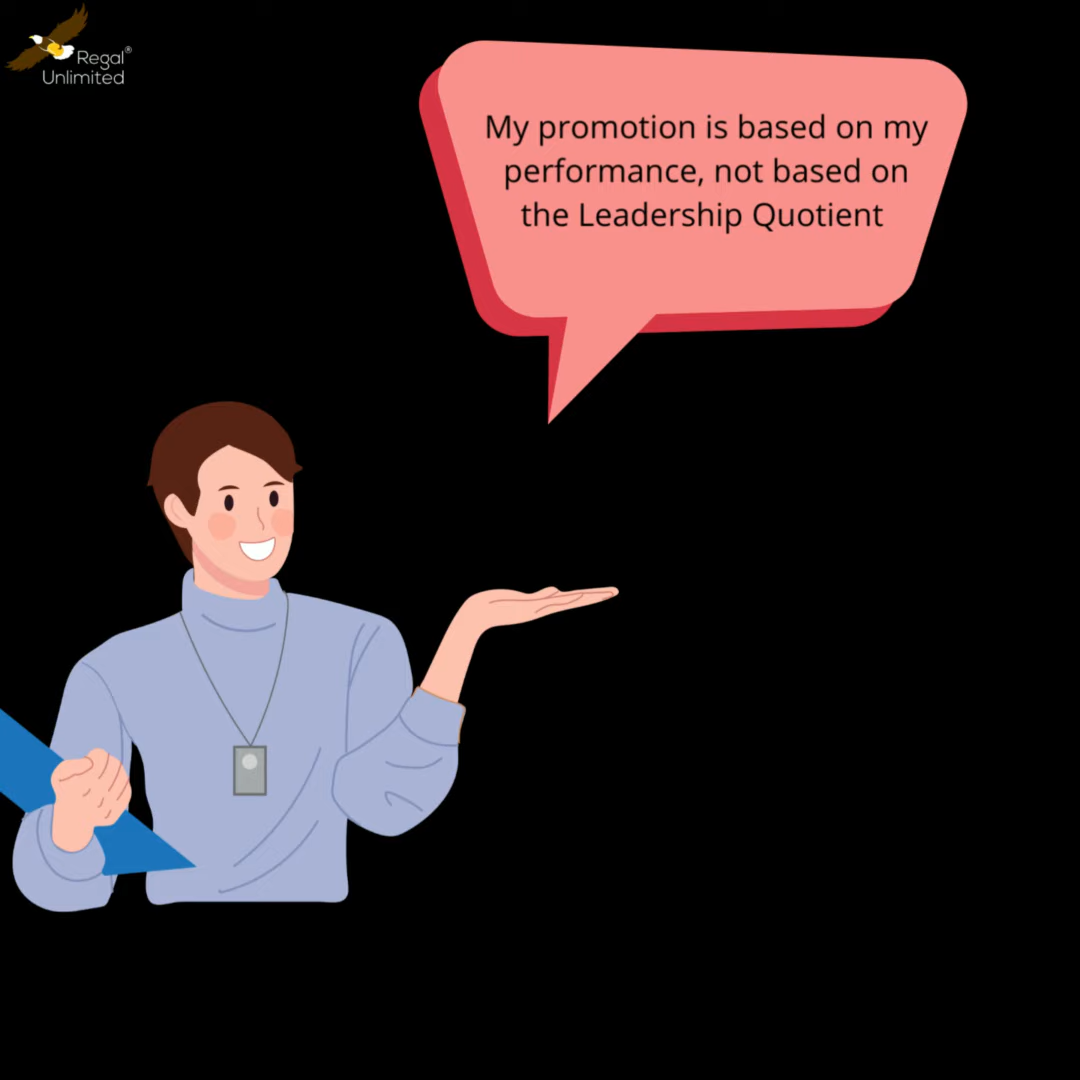 Regal®
Unlimited
My promotion is based on my
performance, not based on
the Leadership Quotient